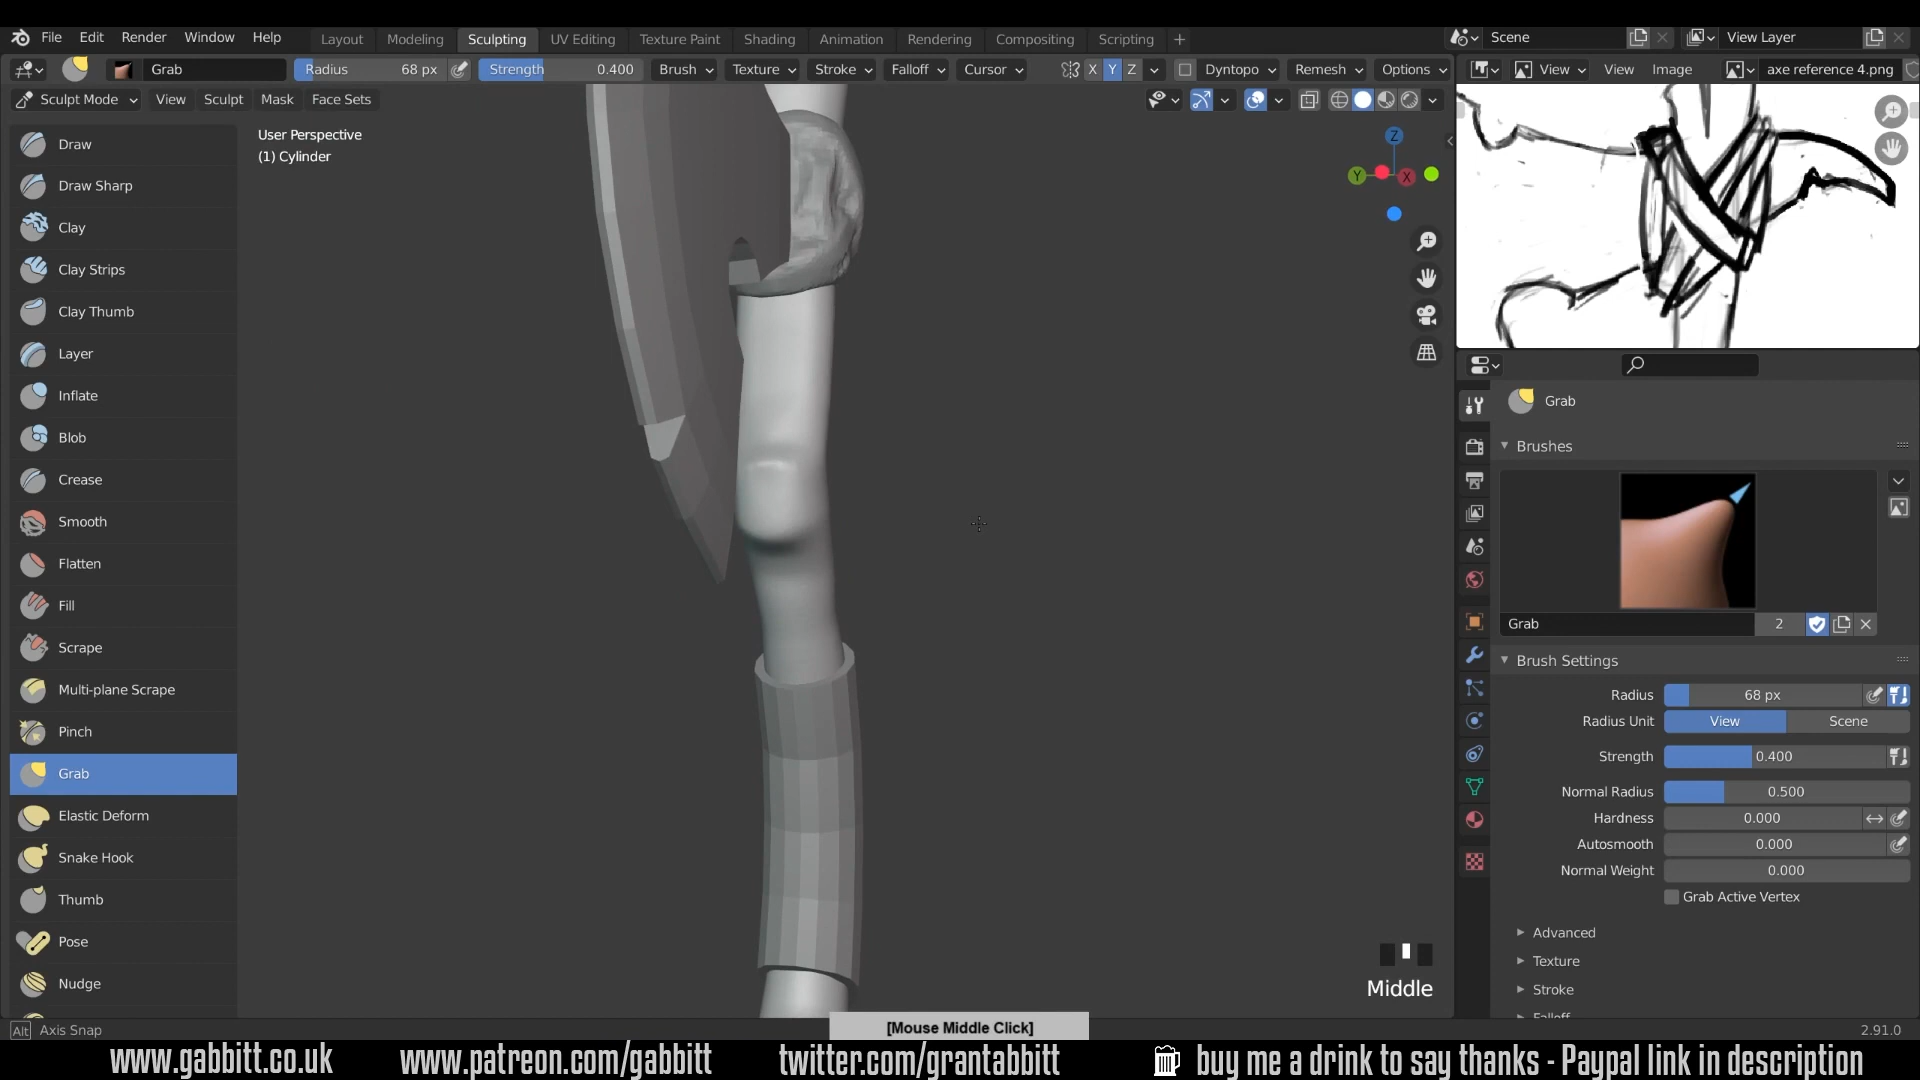 File Edit Render Window Help Layout Modeling Sculpting UV Editing Texture Paint Shading Animation Rendering Compositing Scripting + Scene View Layer
Grab Radius 68 px Strength 0.400 Brush Texture Stroke Falloff Cursor X Y Z Dyntopo Remesh Options View View Image axe reference 4.png
Sculpt Mode View Sculpt Mask Face Sets
User Perspective
(1) Cylinder
Z
Y
X
Draw
Draw Sharp
Clay
Clay Strips
Clay Thumb
Layer
Inflate
Blob
Crease
Smooth
Flatten
Fill
Scrape
Multi-plane Scrape
Pinch
Grab
Elastic Deform
Snake Hook
Thumb
Pose
Nudge
Grab
Brushes
Grab 2
Brush Settings
Radius 68 px
Radius Unit View Scene
Strength 0.400
Normal Radius 0.500
Hardness 0.000
Autosmooth 0.000
Normal Weight 0.000
Grab Active Vertex
Advanced
Texture
Stroke
Falloff
Middle
Alt Axis Snap
[Mouse Middle Click]
2.91.0
www.gabbitt.co.uk www.patreon.com/gabbitt twitter.com/grantabbitt buy me a drink to say thanks - Paypal link in description